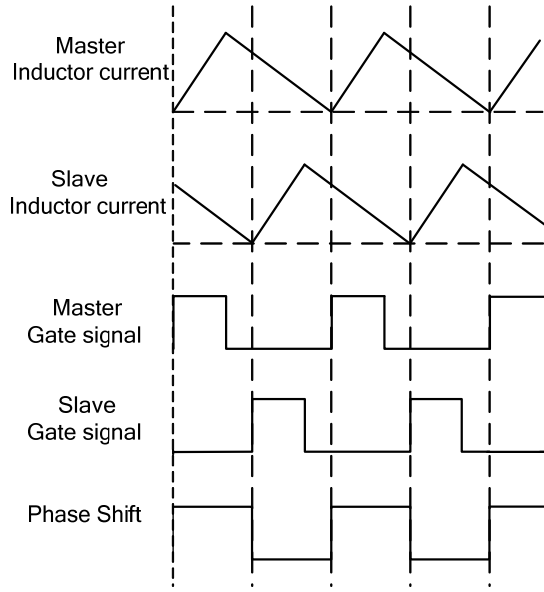 Master
Inductor current
Slave
Inductor current
Master
Gate signal
Slave
Gate signal
Phase Shift